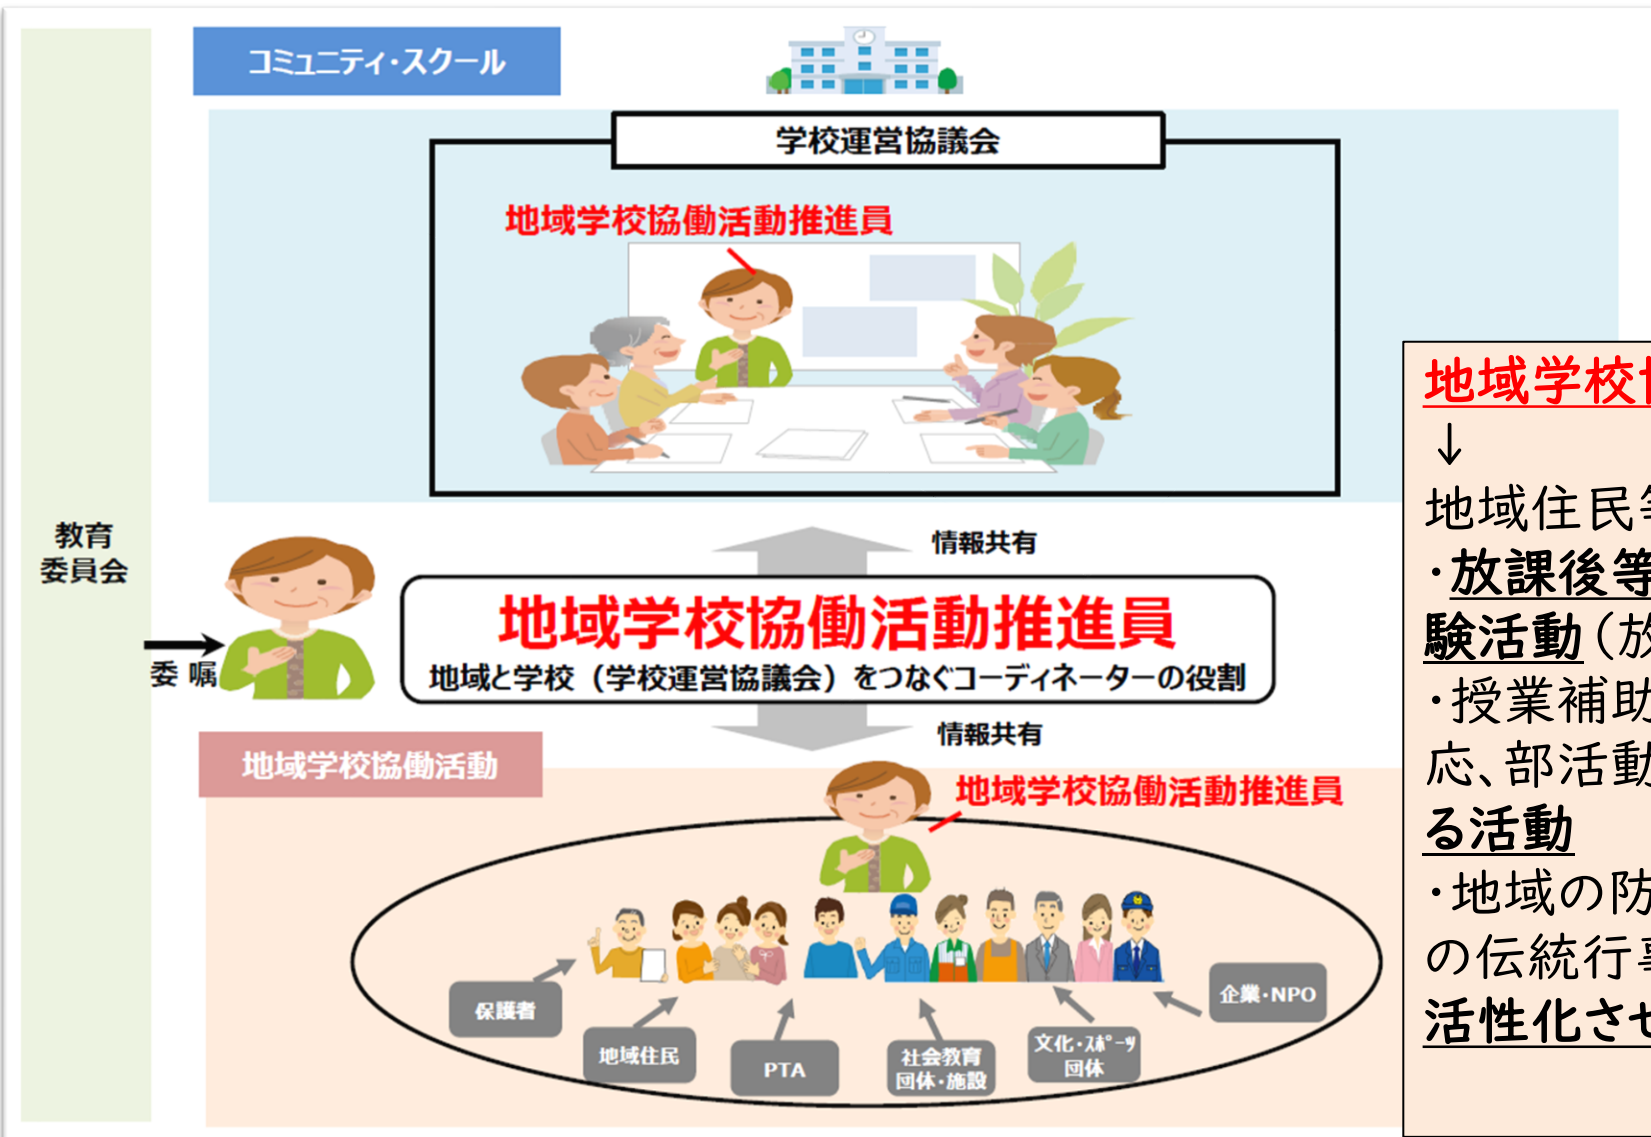 コミュニティ・スクール
学校運営協議会
地域学校協働活動推進員
教育
委員会
委嘱
情報共有
地域学校協働活動推進員
地域と学校（学校運営協議会）をつなぐコーディネーターの役割
情報共有
地域学校協働活動
地域学校協働活動推進員
保護者
地域住民
PTA
社会教育
団体・施設
文化・スポーツ
団体
企業・NPO
地域学校
↓
地域住民
・放課後等
験活動（放
・授業補助
応、部活動
る活動
・地域の防
の伝統行事
活性化させ